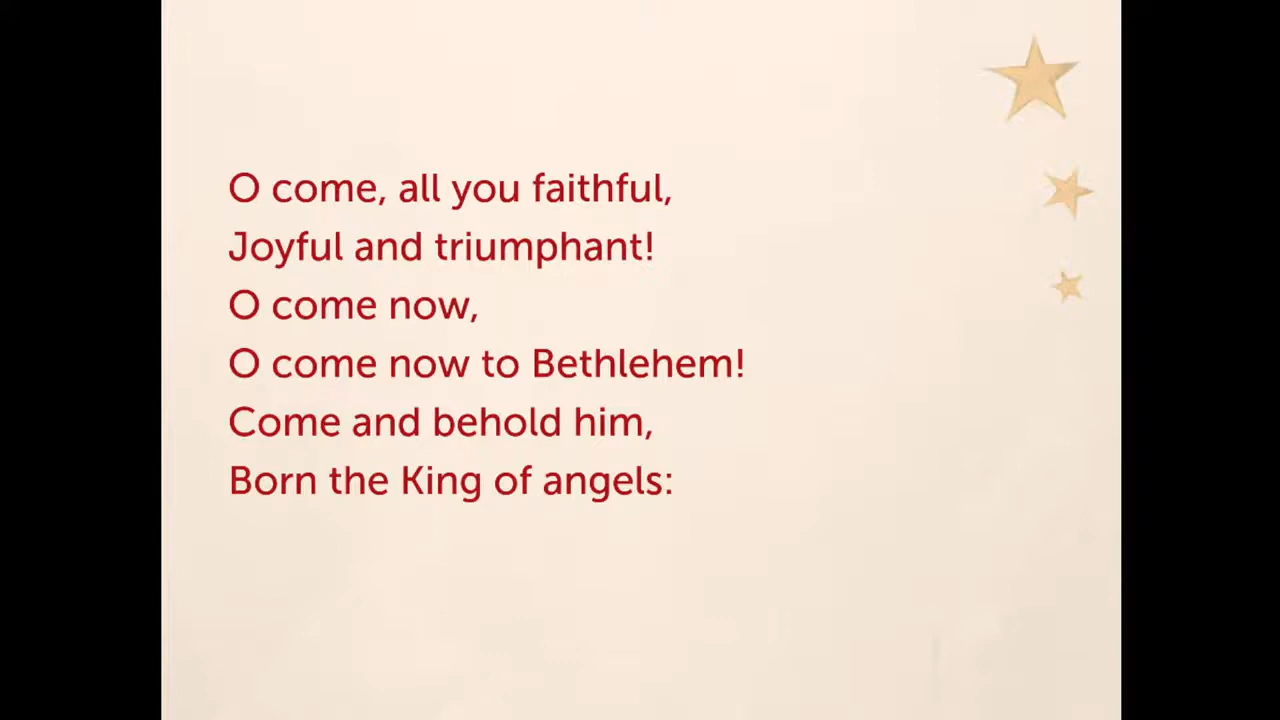 O come, all you faithful,
Joyful and triumphant!
O come now,
O come now to Bethlehem!
Come and behold him,
Born the King of angels: